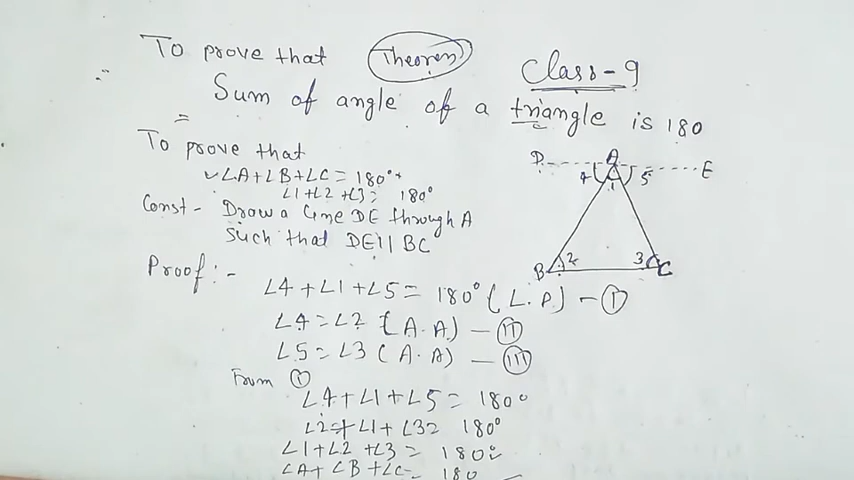 To prove that Theorem Class-9
Sum of angle of a triangle is 180
To prove that
∠A+∠B+∠C=180°
∠1+∠2+∠3=180°
Const- Draw a line DE through A
such that DE||BC
D A E
4 1 5
B 2 3 C
Proof:-
∠4+∠1+∠5=180° (L.P) - I
∠4=∠2 (A.A) - II
∠5=∠3 (A.A) - III
From I
∠4+∠1+∠5=180°
∠2+∠1+∠3=180°
∠1+∠2+∠3=180°
∠A+∠B+∠C=180